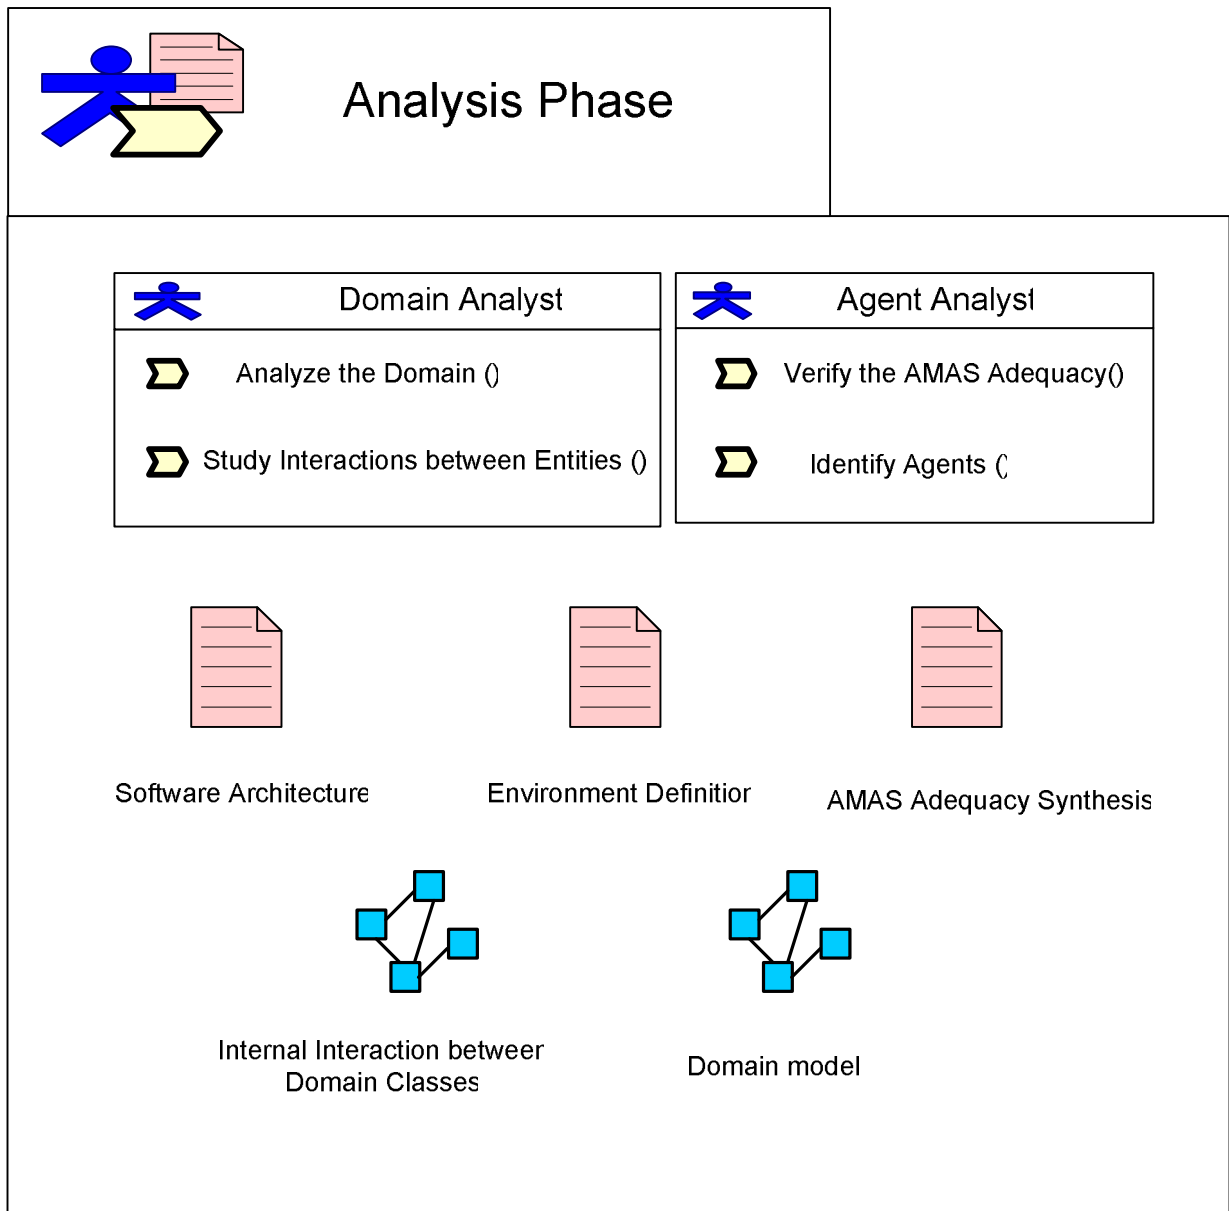 Analysis Phase
Domain Analyst
Agent Analyst
Analyze the Domain ()
Verify the AMAS Adequacy()
Study Interactions between Entities ()
Identify Agents ()
Software Architecture
Environment Definition
AMAS Adequacy Synthesis
Internal Interaction between
Domain Classes
Domain model